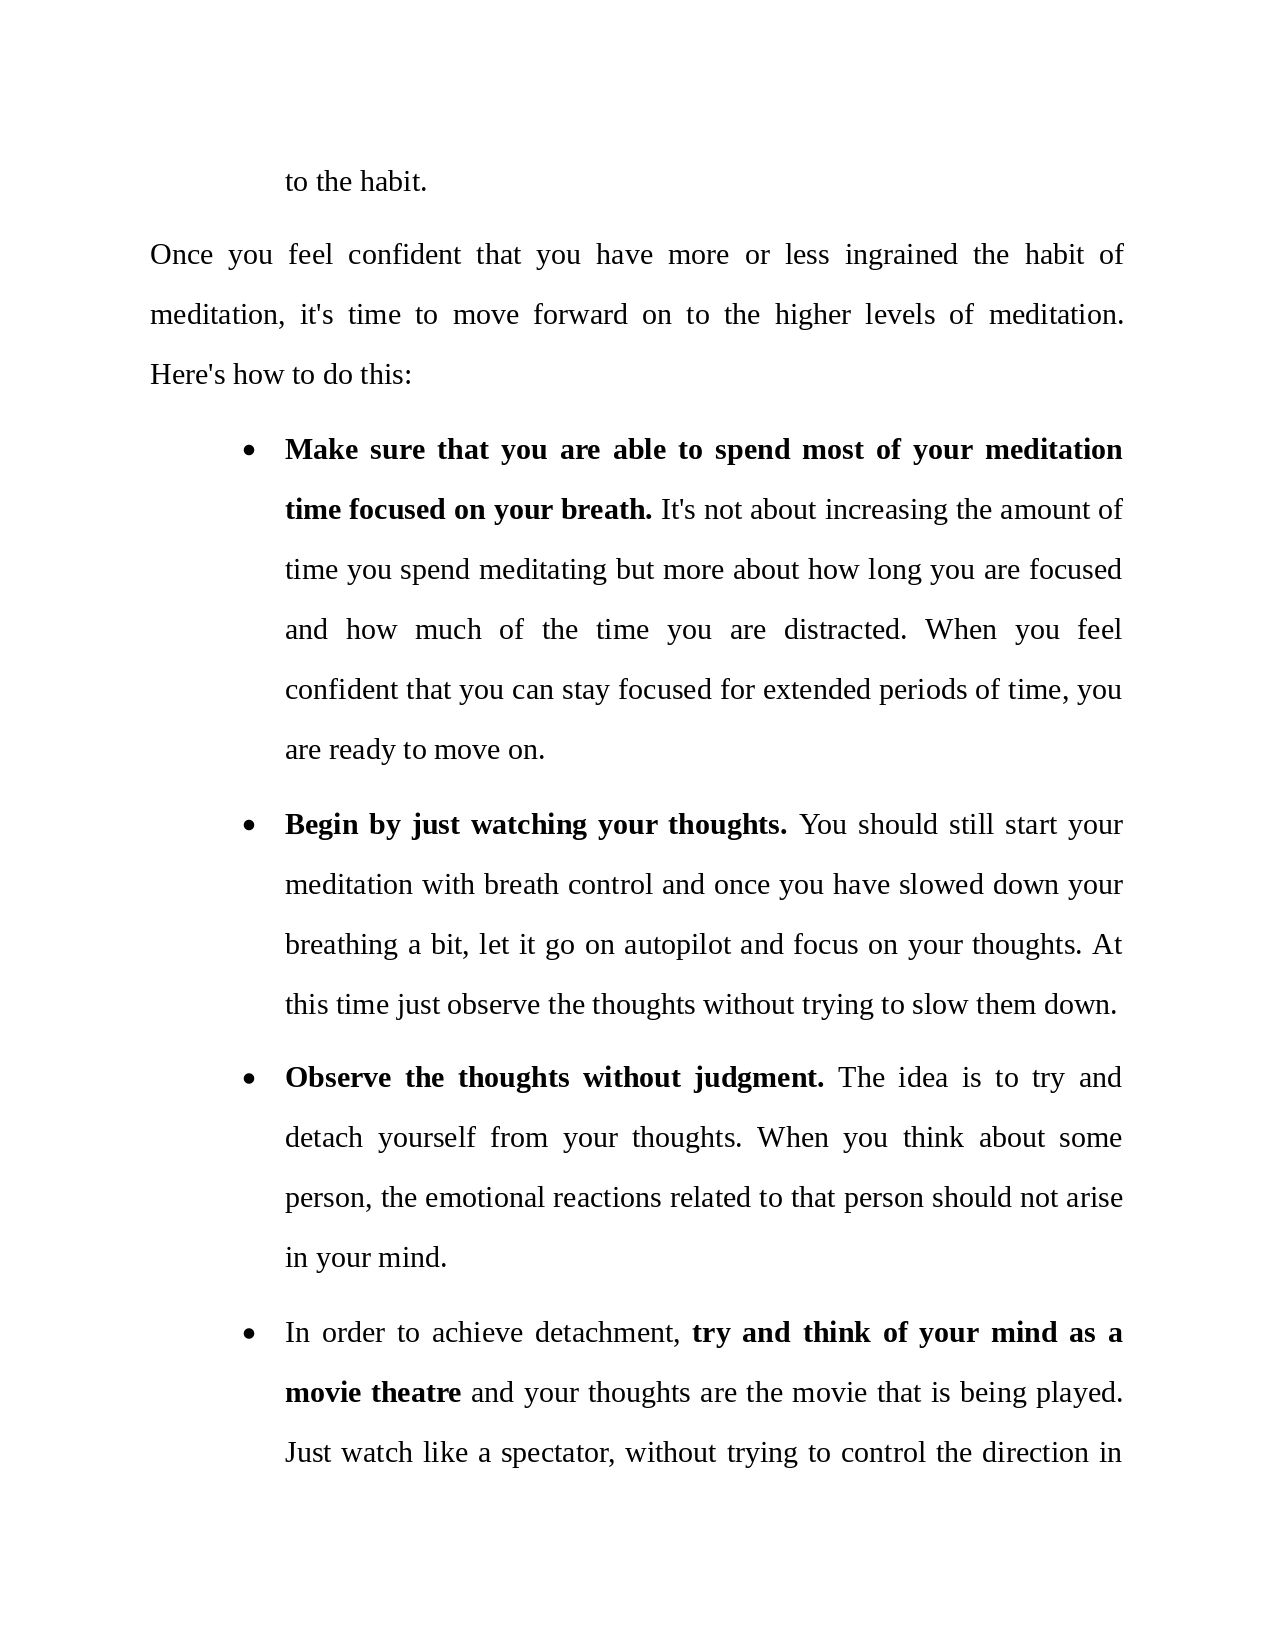 to the habit.
Once you feel confident that you have more or less ingrained the habit of
meditation, it's time to move forward on to the higher levels of meditation.
Here's how to do this:
• Make sure that you are able to spend most of your meditation
time focused on your breath. It's not about increasing the amount of
time you spend meditating but more about how long you are focused
and how much of the time you are distracted. When you feel
confident that you can stay focused for extended periods of time, you
are ready to move on.
• Begin by just watching your thoughts. You should still start your
meditation with breath control and once you have slowed down your
breathing a bit, let it go on autopilot and focus on your thoughts. At
this time just observe the thoughts without trying to slow them down.
• Observe the thoughts without judgment. The idea is to try and
detach yourself from your thoughts. When you think about some
person, the emotional reactions related to that person should not arise
in your mind.
• In order to achieve detachment, try and think of your mind as a
movie theatre and your thoughts are the movie that is being played.
Just watch like a spectator, without trying to control the direction in